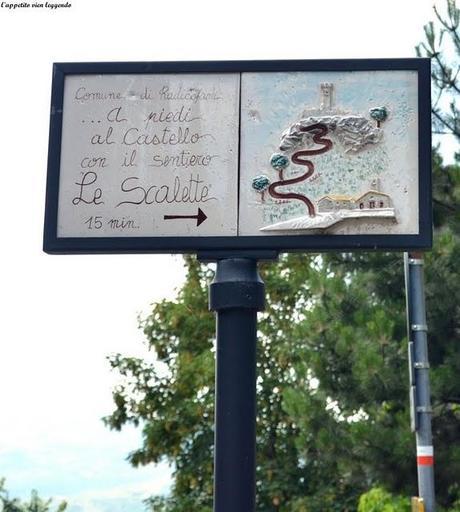 L'appetito vien leggendo
Comune di Radicofani
...a piedi
al Castello
con il sentiero
Le Scalette
15 min.